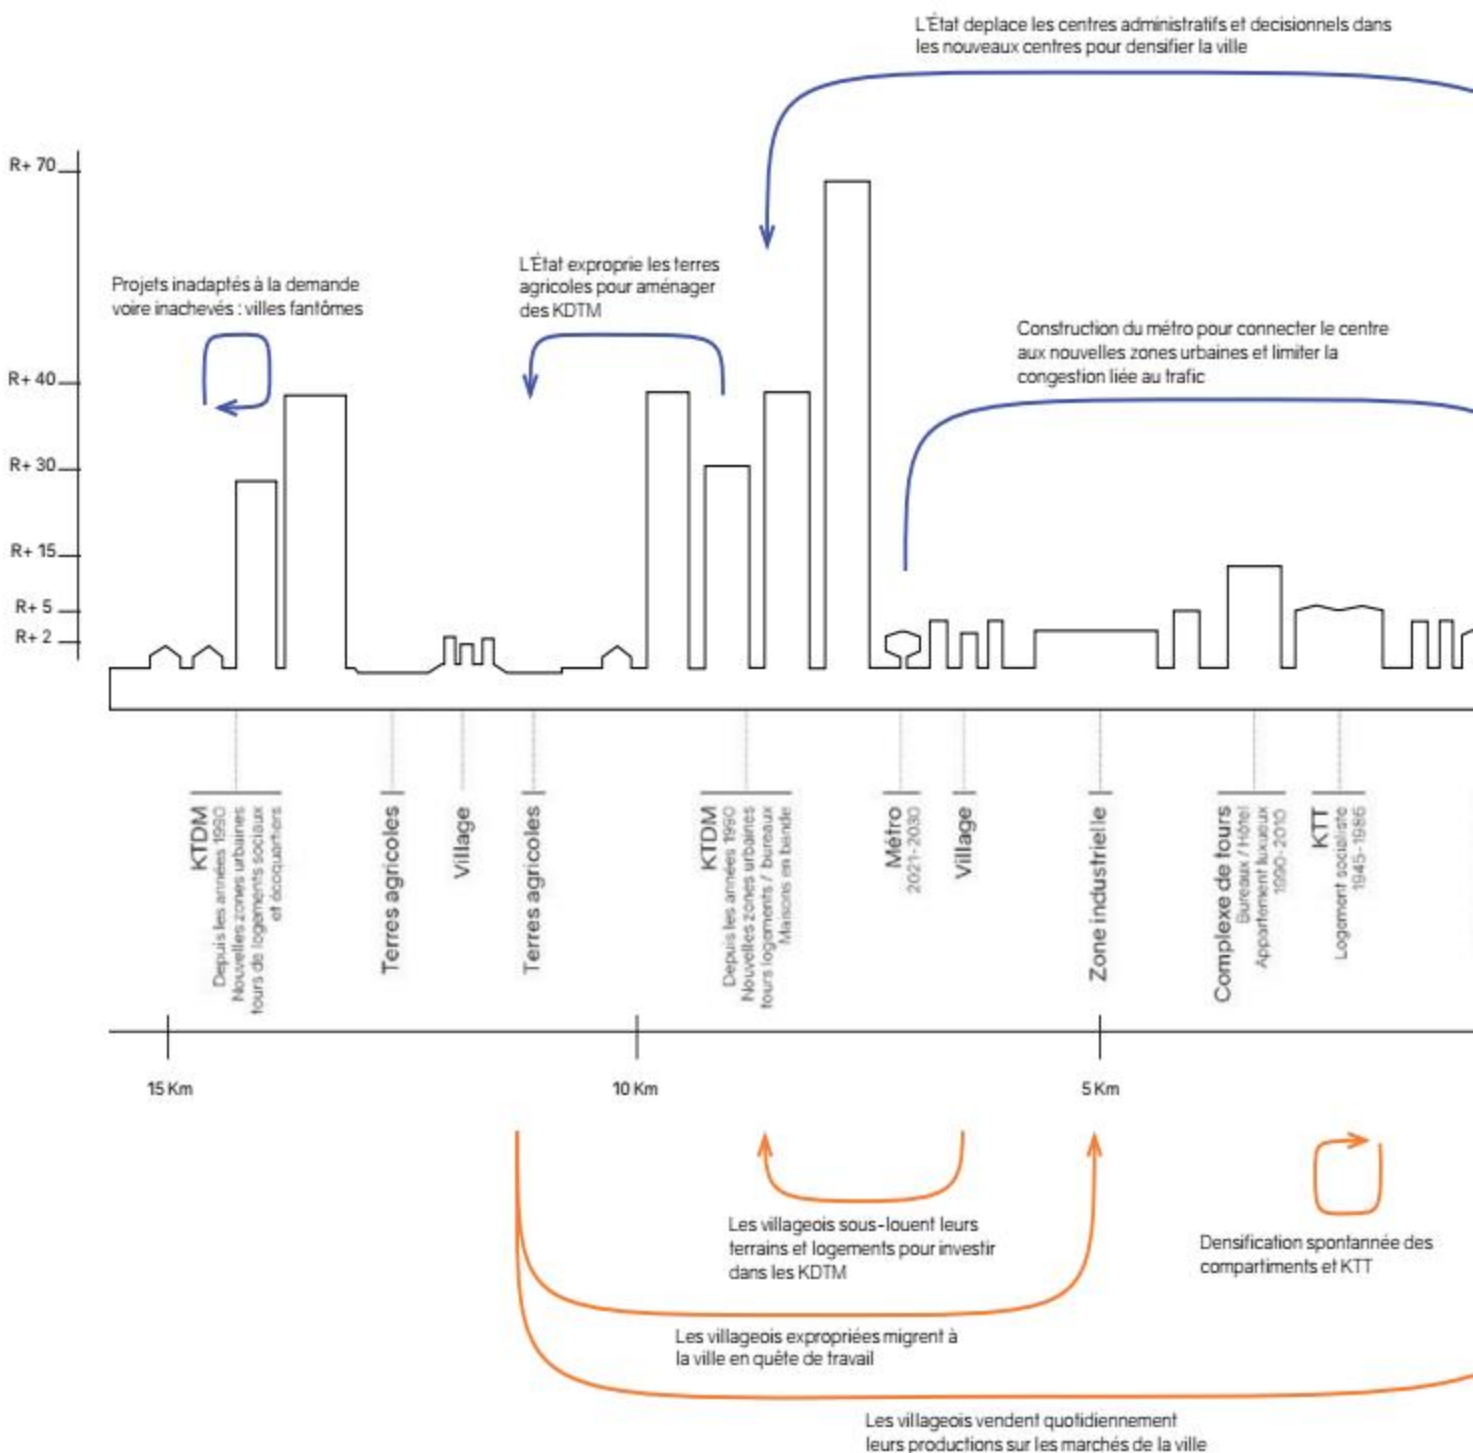 L'État deplace les centres administratifs et decisionnels dans
les nouveaux centres pour densifier la ville
R+ 70
L'État exproprie les terres
agricoles pour aménager
des KDTM
Projets inadaptés à la demande
voire inachevés : villes fantômes
Construction du métro pour connecter le centre
aux nouvelles zones urbaines et limiter la
congestion liée au trafic
R+ 40
R+ 30
R+ 15
R+ 5
R+ 2
KTDM
Depuis les années 1990
Nouvelles zones urbaines
tours de logements sociaux
et écoquartiers
Terres agricoles
Village
Terres agricoles
KTDM
Depuis les années 1990
Nouvelles zones urbaines
tours logements / bureaux
Maisons en bande
Métro
2021-2030
Village
Zone industrielle
Complexe de tours
Bureaux / Hôtel
Appartement luxueux
1990-2010
KTT
Logement socialiste
1945-1986
15 Km
10 Km
5 Km
Les villageois sous-louent leurs
terrains et logements pour investir
dans les KDTM
Densification spontannée des
compartiments et KTT
Les villageois expropriées migrent à
la ville en quête de travail
Les villageois vendent quotidiennement
leurs productions sur les marchés de la ville